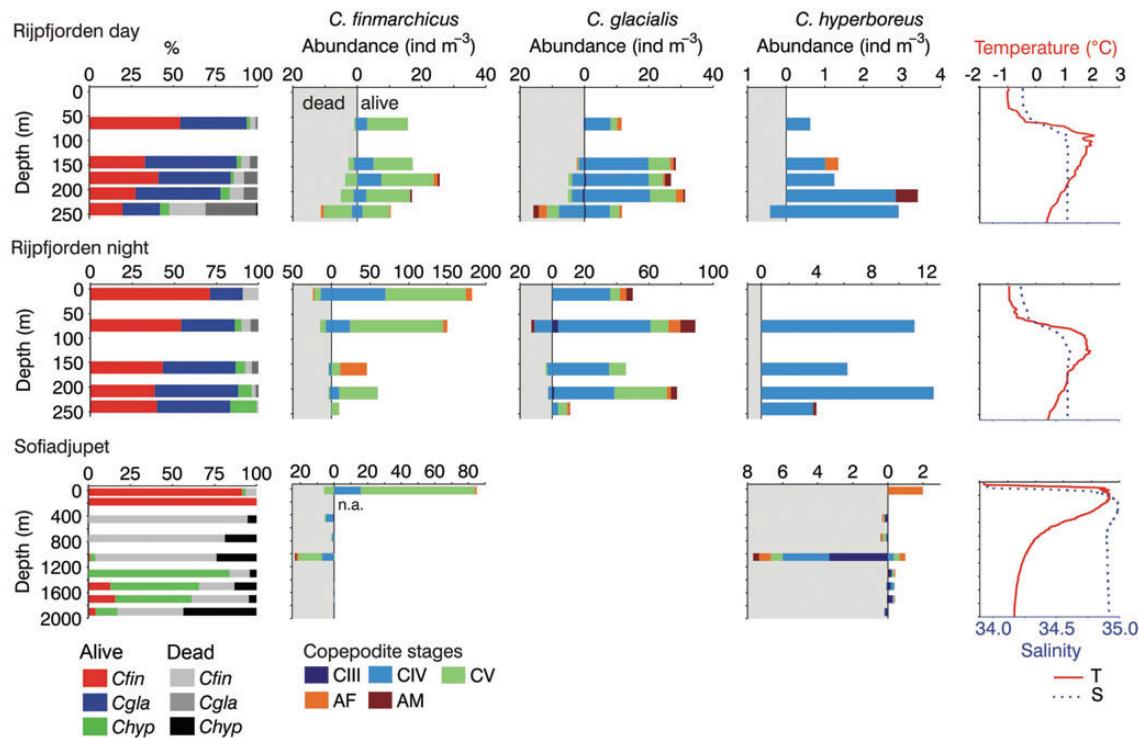 C. finmarchicus C. glacialis C. hyperboreus
Rijpfjorden day
% Abundance (ind m⁻³) Abundance (ind m⁻³) Abundance (ind m⁻³) Temperature (°C)
0 25 50 75 100 20 0 20 40 20 0 20 40 1 0 1 2 3 4 -2 -1 0 1 2 3
dead alive
Depth (m)
0
50
100
150
200
250
Rijpfjorden night
0 25 50 75 100 50 0 50 100 150 200 20 0 20 40 60 80 100 0 4 8 12
Depth (m)
0
50
100
150
200
250
Sofiadjupet
0 25 50 75 100 20 0 20 40 60 80 8 6 4 2 0 2
n.a.
Depth (m)
0
400
800
1200
1600
2000
34.0 34.5 35.0
Salinity
T
S
Alive Dead
Cfin Cfin
Cgla Cgla
Chyp Chyp
Copepodite stages
CIII CIV CV
AF AM